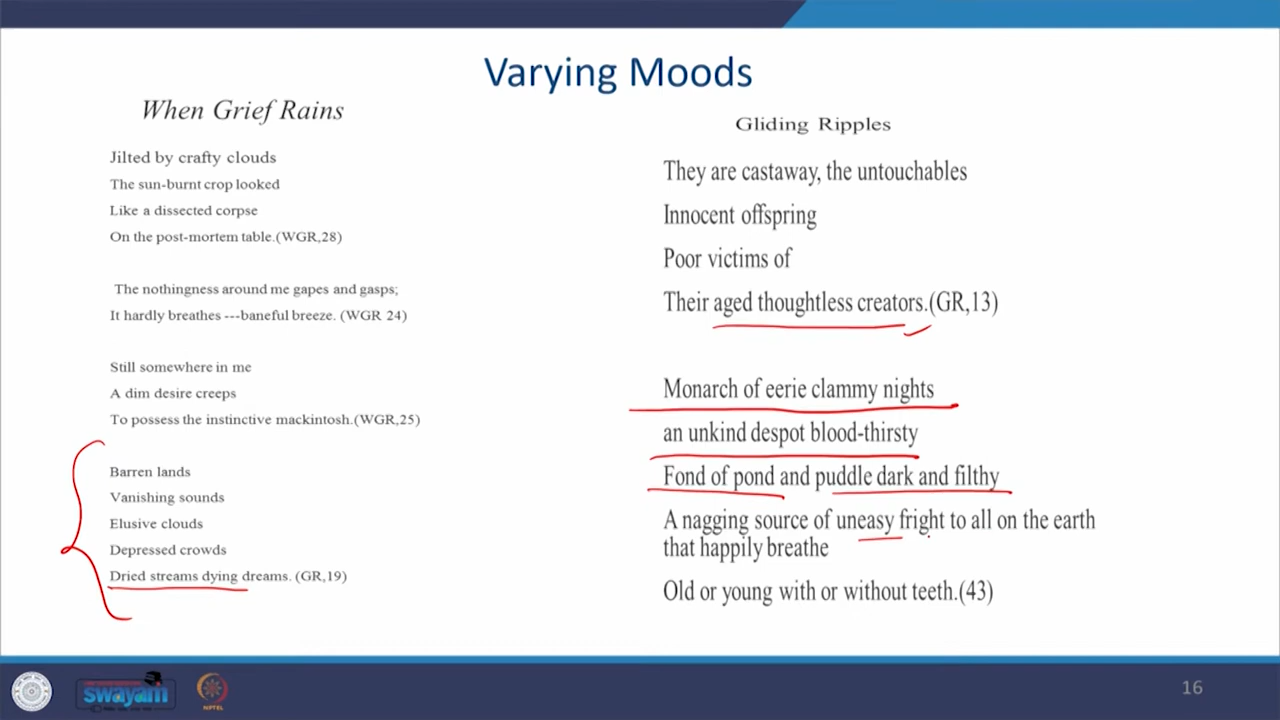 Varying Moods
When Grief Rains
Jilted by crafty clouds
The sun-burnt crop looked
Like a dissected corpse
On the post-mortem table.(WGR,28)
The nothingness around me gapes and gasps;
It hardly breathes ---baneful breeze. (WGR 24)
Still somewhere in me
A dim desire creeps
To possess the instinctive mackintosh.(WGR,25)
Barren lands
Vanishing sounds
Elusive clouds
Depressed crowds
Dried streams dying dreams. (GR,19)
Gliding Ripples
They are castaway, the untouchables
Innocent offspring
Poor victims of
Their aged thoughtless creators.(GR,13)
Monarch of eerie clammy nights
an unkind despot blood-thirsty
Fond of pond and puddle dark and filthy
A nagging source of uneasy fright to all on the earth
that happily breathe
Old or young with or without teeth.(43)
swayam
NPTEL
16